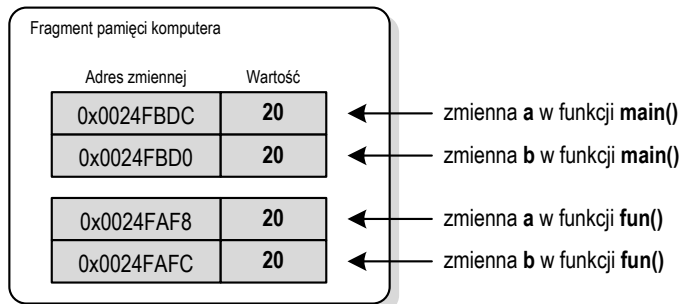 Fragment pamięci komputera
Adres zmiennej Wartość
0x0024FBDC 20 zmienna a w funkcji main()
0x0024FBD0 20 zmienna b w funkcji main()
0x0024FAF8 20 zmienna a w funkcji fun()
0x0024FAFC 20 zmienna b w funkcji fun()